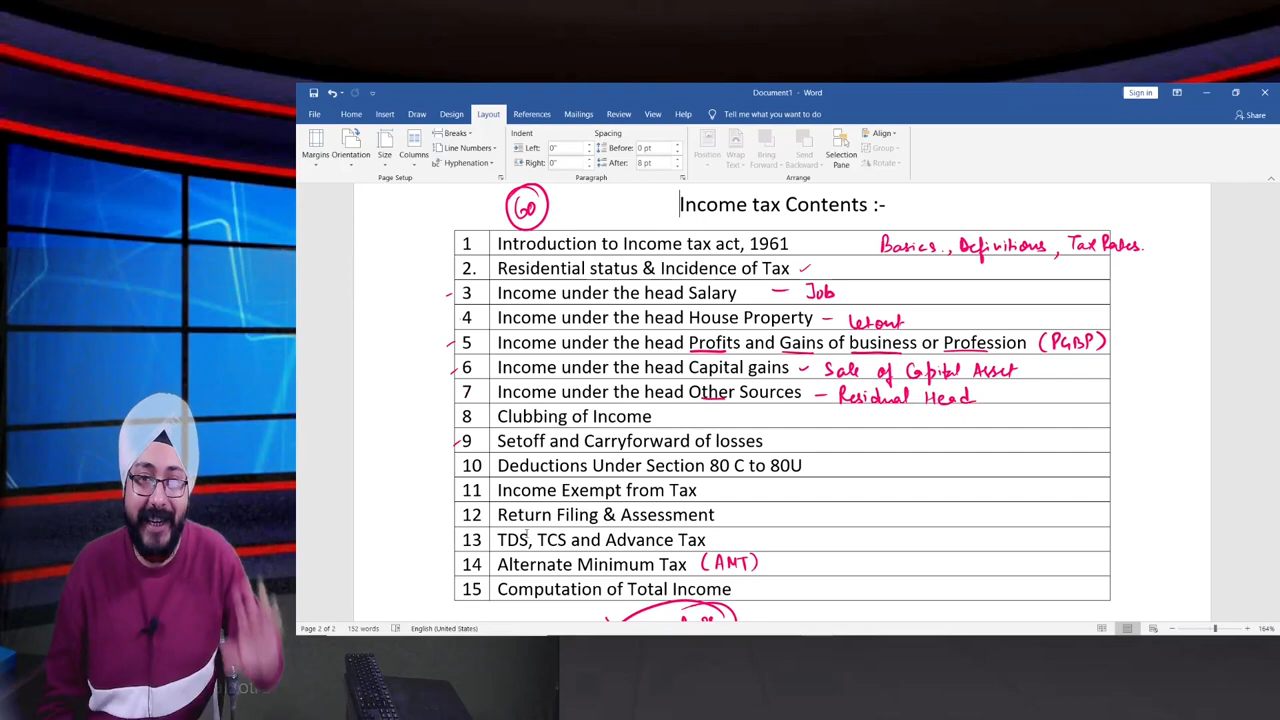 Document1 - Word
Sign in
File Home Insert Draw Design Layout References Mailings Review View Help Tell me what you want to do
Share
Margins Orientation Size Columns
Breaks
Line Numbers
Hyphenation
Page Setup
Indent
Left: 0"
Right: 0"
Spacing
Before: 0 pt
After: 8 pt
Paragraph
Position Wrap Text Bring Forward Send Backward Selection Pane
Align
Group
Rotate
Arrange
60 Income tax Contents :-
1 Introduction to Income tax act, 1961 Basics., Definitions, Tax Rates.
2. Residential status & Incidence of Tax
3 Income under the head Salary - Job
4 Income under the head House Property - letout
5 Income under the head Profits and Gains of business or Profession (PGBP)
6 Income under the head Capital gains - Sale of Capital Asset
7 Income under the head Other Sources - Residual Head
8 Clubbing of Income
9 Setoff and Carryforward of losses
10 Deductions Under Section 80 C to 80U
11 Income Exempt from Tax
12 Return Filing & Assessment
13 TDS, TCS and Advance Tax
14 Alternate Minimum Tax (AMT)
15 Computation of Total Income
Page 2 of 2 152 words English (United States) 164%